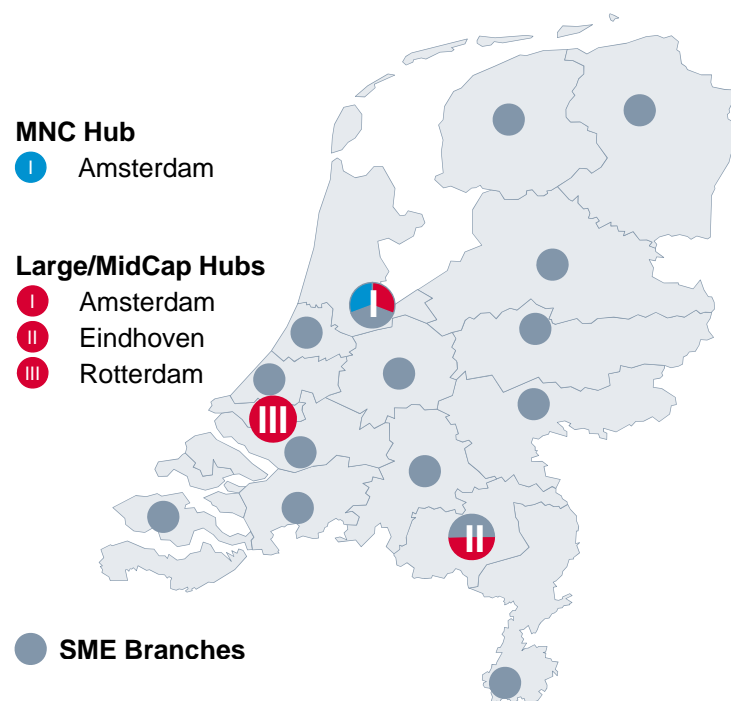 MNC Hub
I Amsterdam
Large/MidCap Hubs
I Amsterdam
II Eindhoven
III Rotterdam
I
III
II
SME Branches